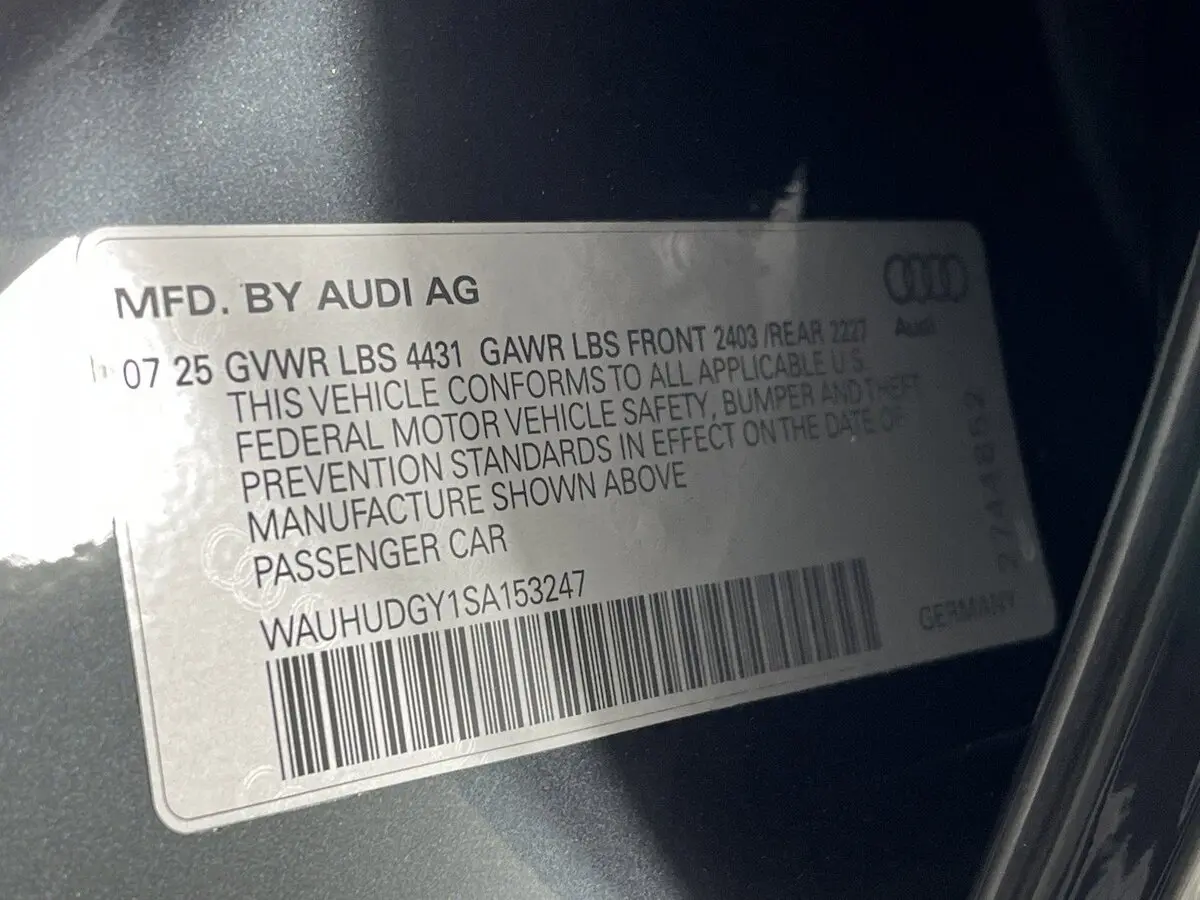 MFD. BY AUDI AG
Audi
07 25 GVWR LBS 4431 GAWR LBS FRONT 2403 /REAR 2227
THIS VEHICLE CONFORMS TO ALL APPLICABLE U.S.
FEDERAL MOTOR VEHICLE SAFETY, BUMPER AND THEFT
PREVENTION STANDARDS IN EFFECT ON THE DATE OF
MANUFACTURE SHOWN ABOVE
PASSENGER CAR
WAUHUDGY1SA153247
27444852
GERMANY